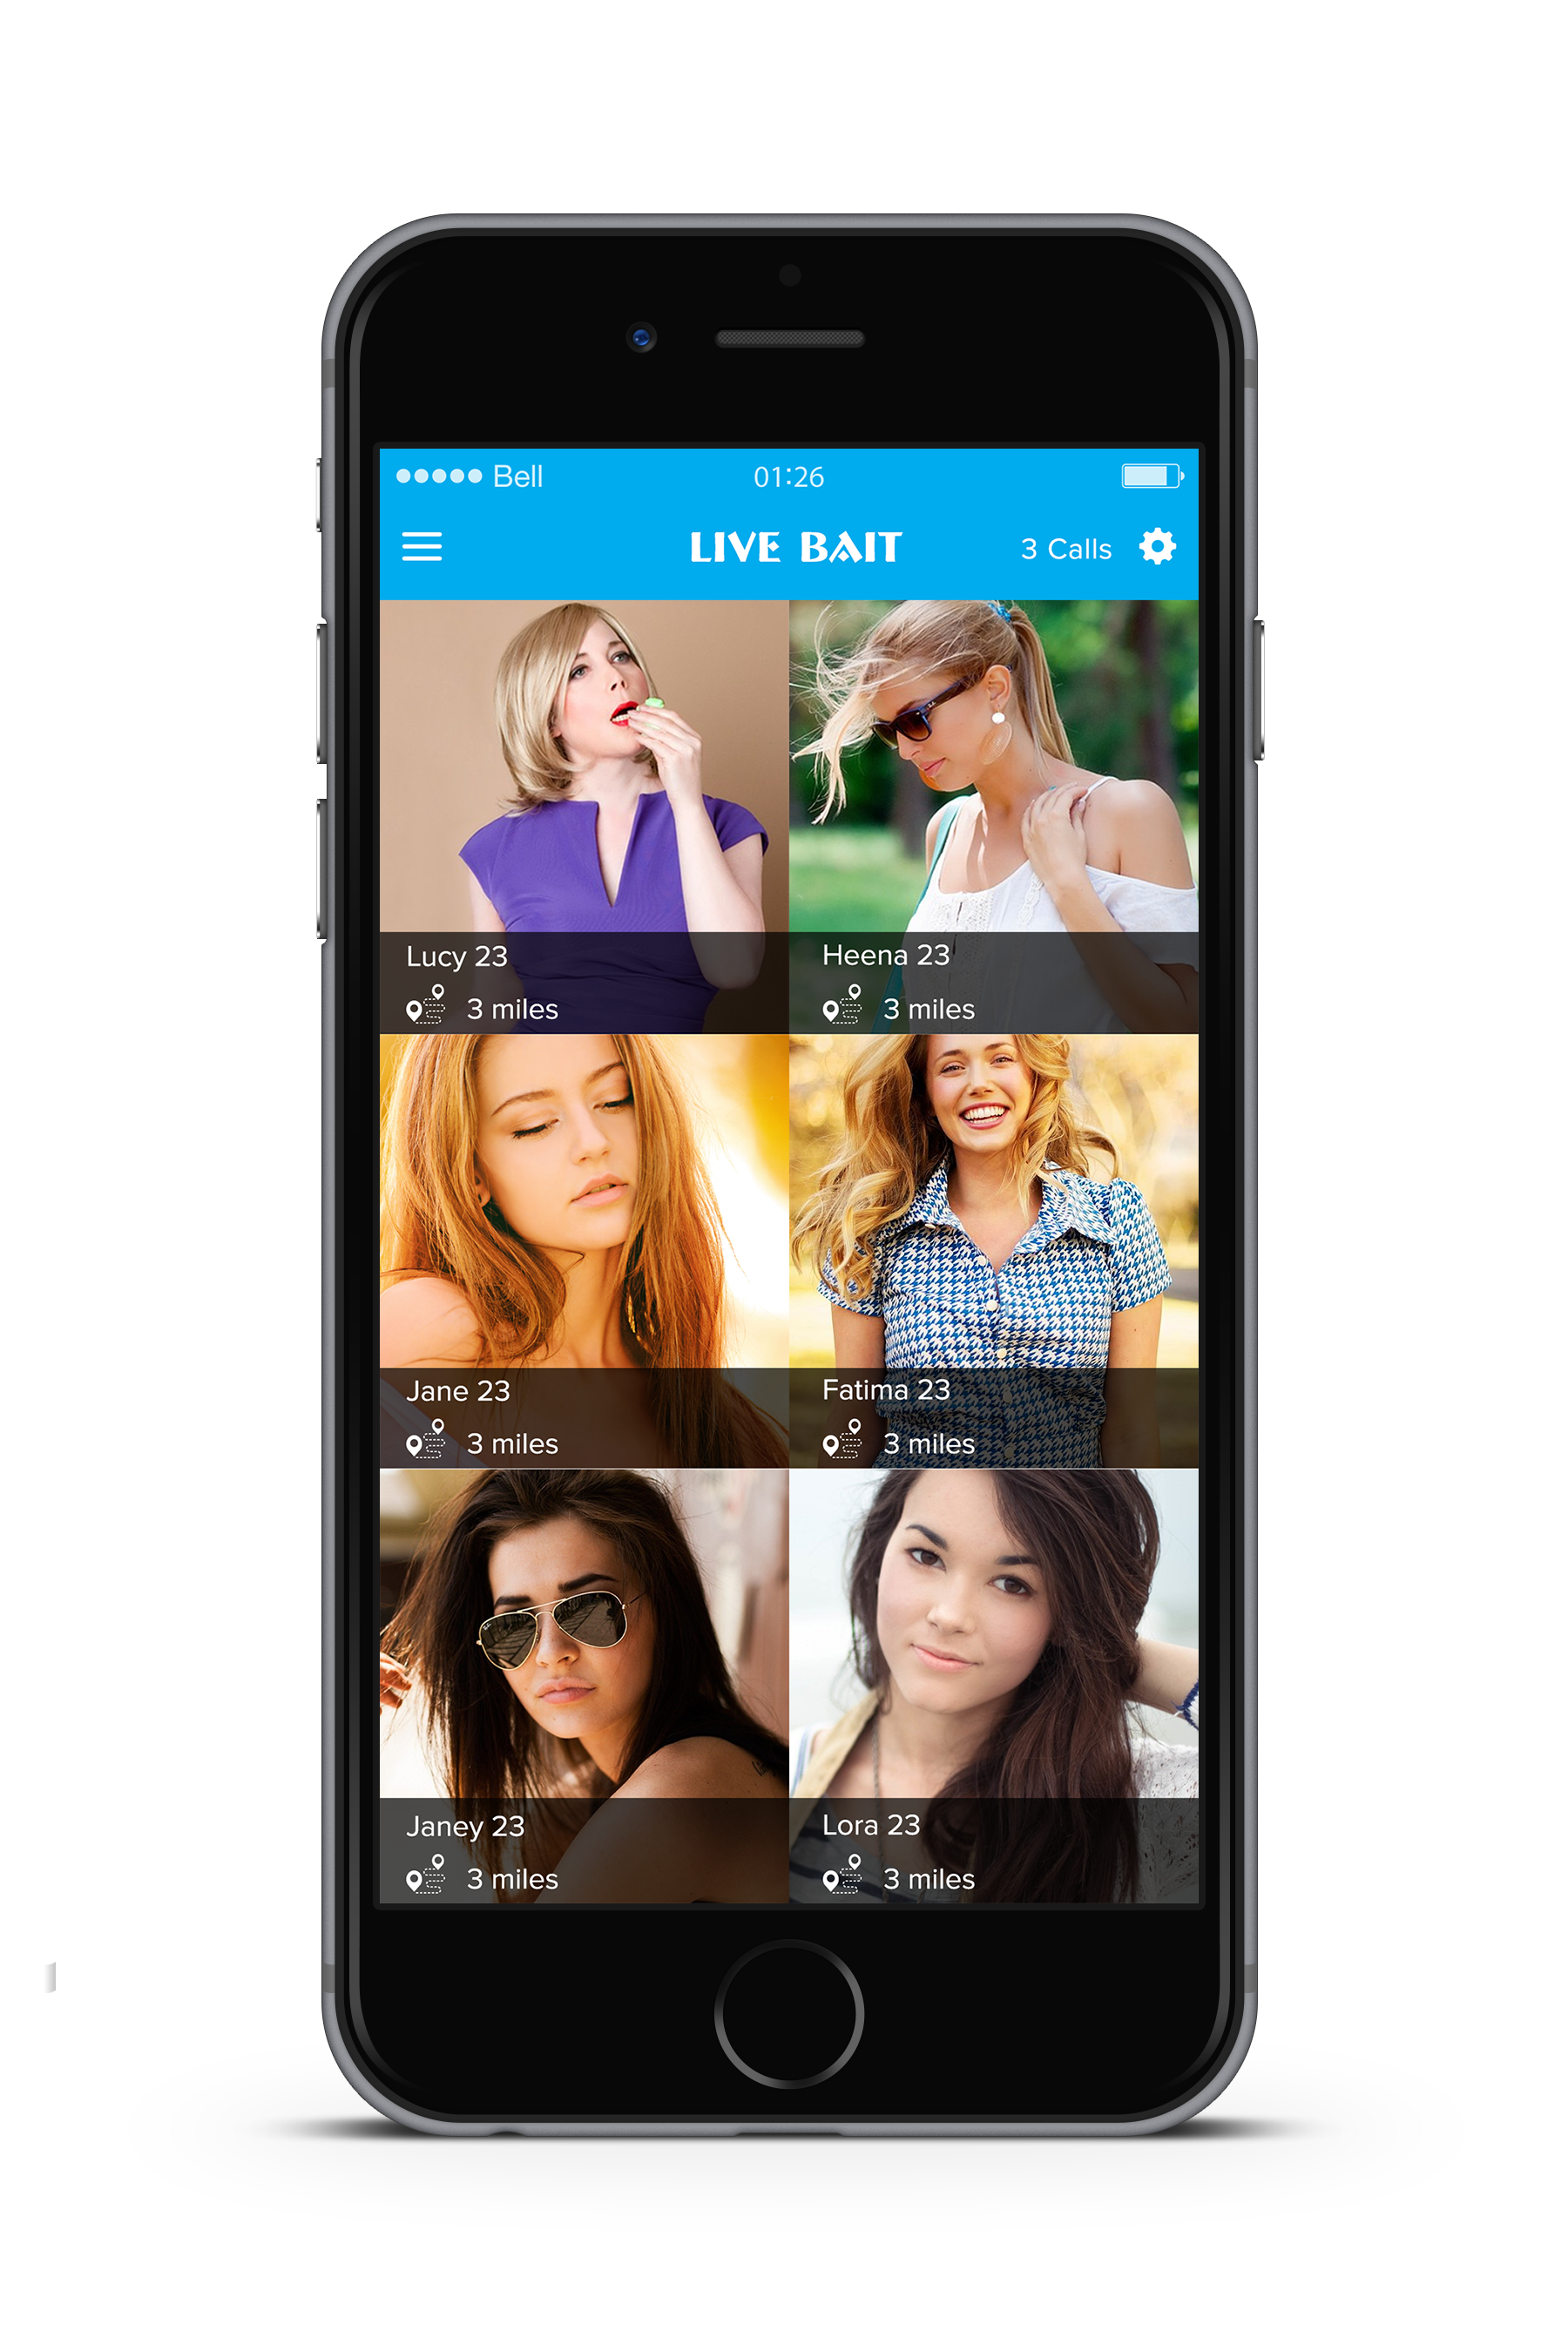 Bell
01:26
LIVE BAIT
3 Calls
Lucy 23
3 miles
Heena 23
3 miles
Jane 23
3 miles
Fatima 23
3 miles
Janey 23
3 miles
Lora 23
3 miles